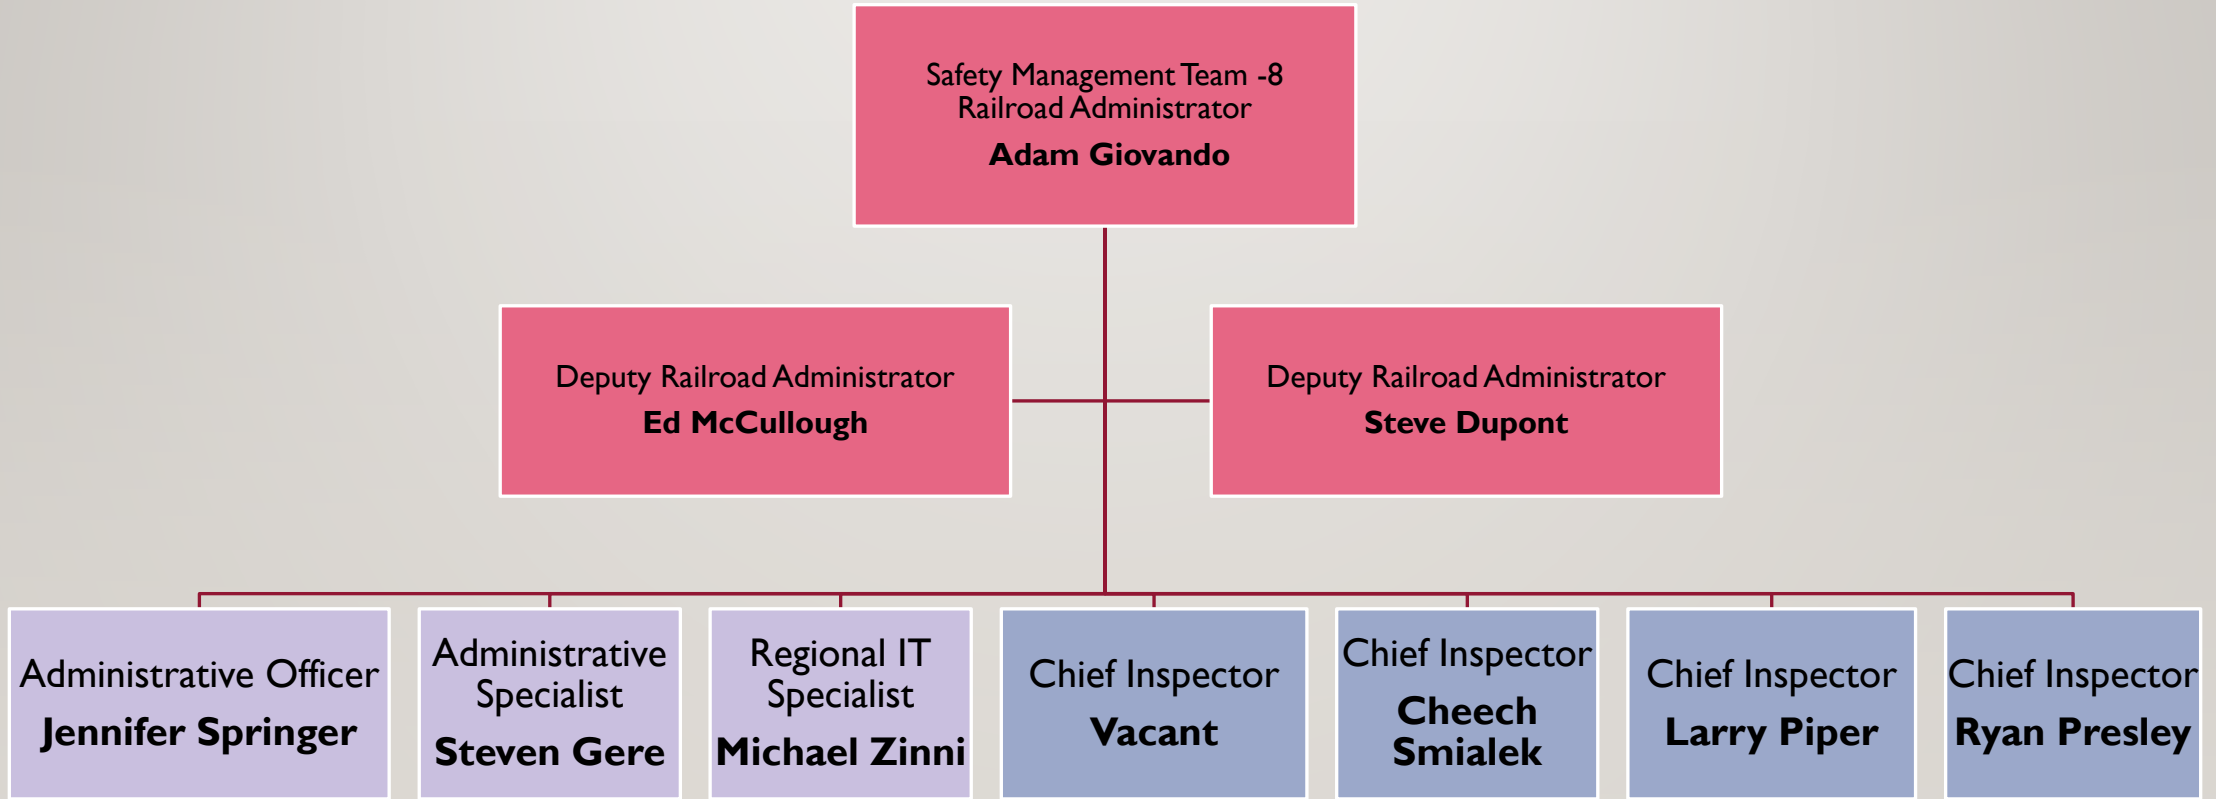 Safety Management Team -8
Railroad Administrator
Adam Giovando
Deputy Railroad Administrator
Ed McCullough
Deputy Railroad Administrator
Steve Dupont
Administrative Officer
Jennifer Springer
Administrative
Specialist
Steven Gere
Regional IT
Specialist
Michael Zinni
Chief Inspector
Vacant
Chief Inspector
Cheech
Smialek
Chief Inspector
Larry Piper
Chief Inspector
Ryan Presley